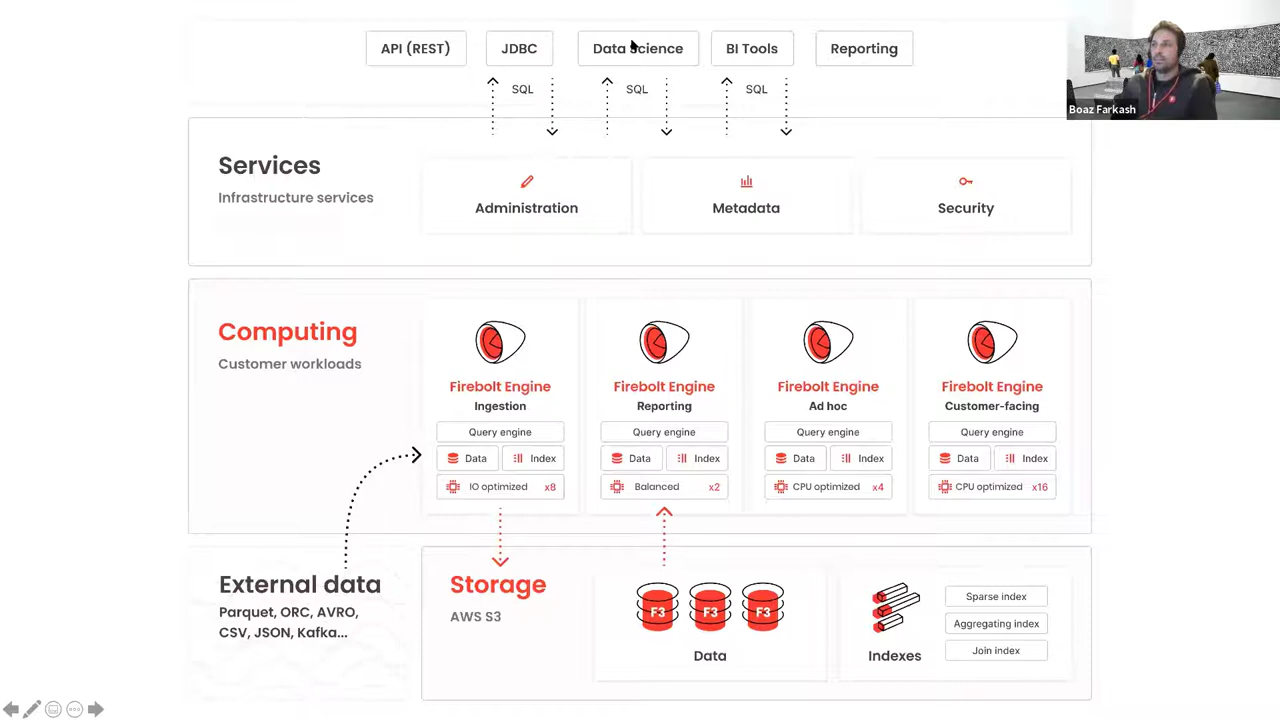 API (REST)
JDBC
Data Science
BI Tools
Reporting
SQL
SQL
SQL
Boaz Farkash
Services
Infrastructure services
Administration
Metadata
Security
Computing
Customer workloads
Firebolt Engine
Ingestion
Query engine
Data
Index
IO optimized x8
Firebolt Engine
Reporting
Query engine
Data
Index
Balanced x2
Firebolt Engine
Ad hoc
Query engine
Data
Index
CPU optimized x4
Firebolt Engine
Customer-facing
Query engine
Data
Index
CPU optimized x16
External data
Parquet, ORC, AVRO,
CSV, JSON, Kafka...
Storage
AWS S3
F3
F3
F3
Data
Indexes
Sparse index
Aggregating index
Join index